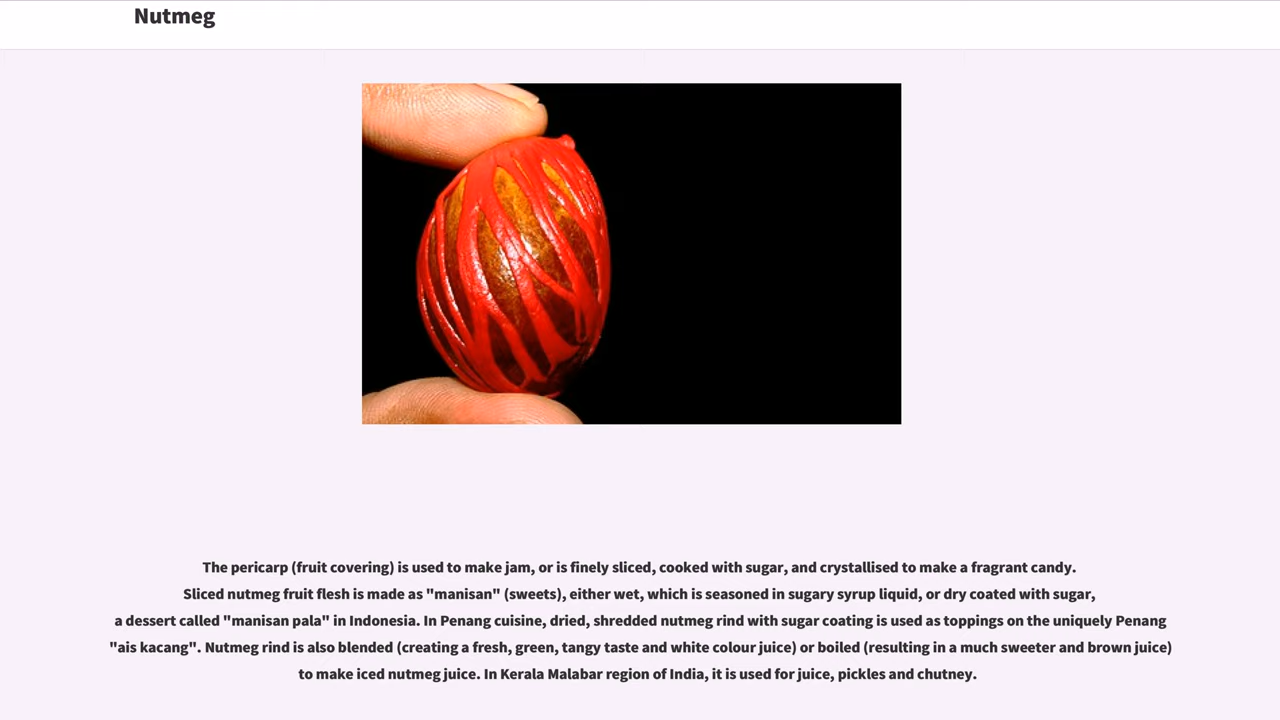 Nutmeg
The pericarp (fruit covering) is used to make jam, or is finely sliced, cooked with sugar, and crystallised to make a fragrant candy.
Sliced nutmeg fruit flesh is made as "manisan" (sweets), either wet, which is seasoned in sugary syrup liquid, or dry coated with sugar,
a dessert called "manisan pala" in Indonesia. In Penang cuisine, dried, shredded nutmeg rind with sugar coating is used as toppings on the uniquely Penang
"ais kacang". Nutmeg rind is also blended (creating a fresh, green, tangy taste and white colour juice) or boiled (resulting in a much sweeter and brown juice)
to make iced nutmeg juice. In Kerala Malabar region of India, it is used for juice, pickles and chutney.